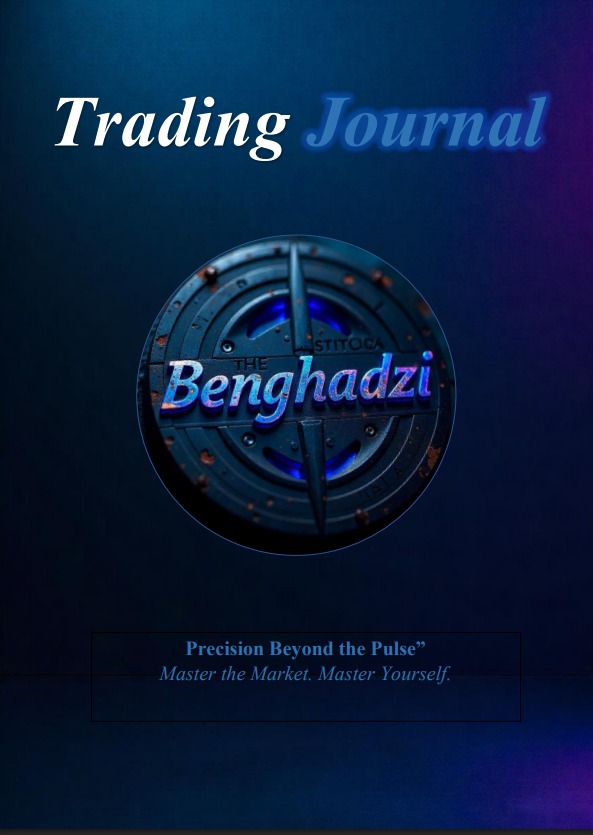 Trading Journal
STITOCA
THE
Benghadzi
Precision Beyond the Pulse”
Master the Market. Master Yourself.